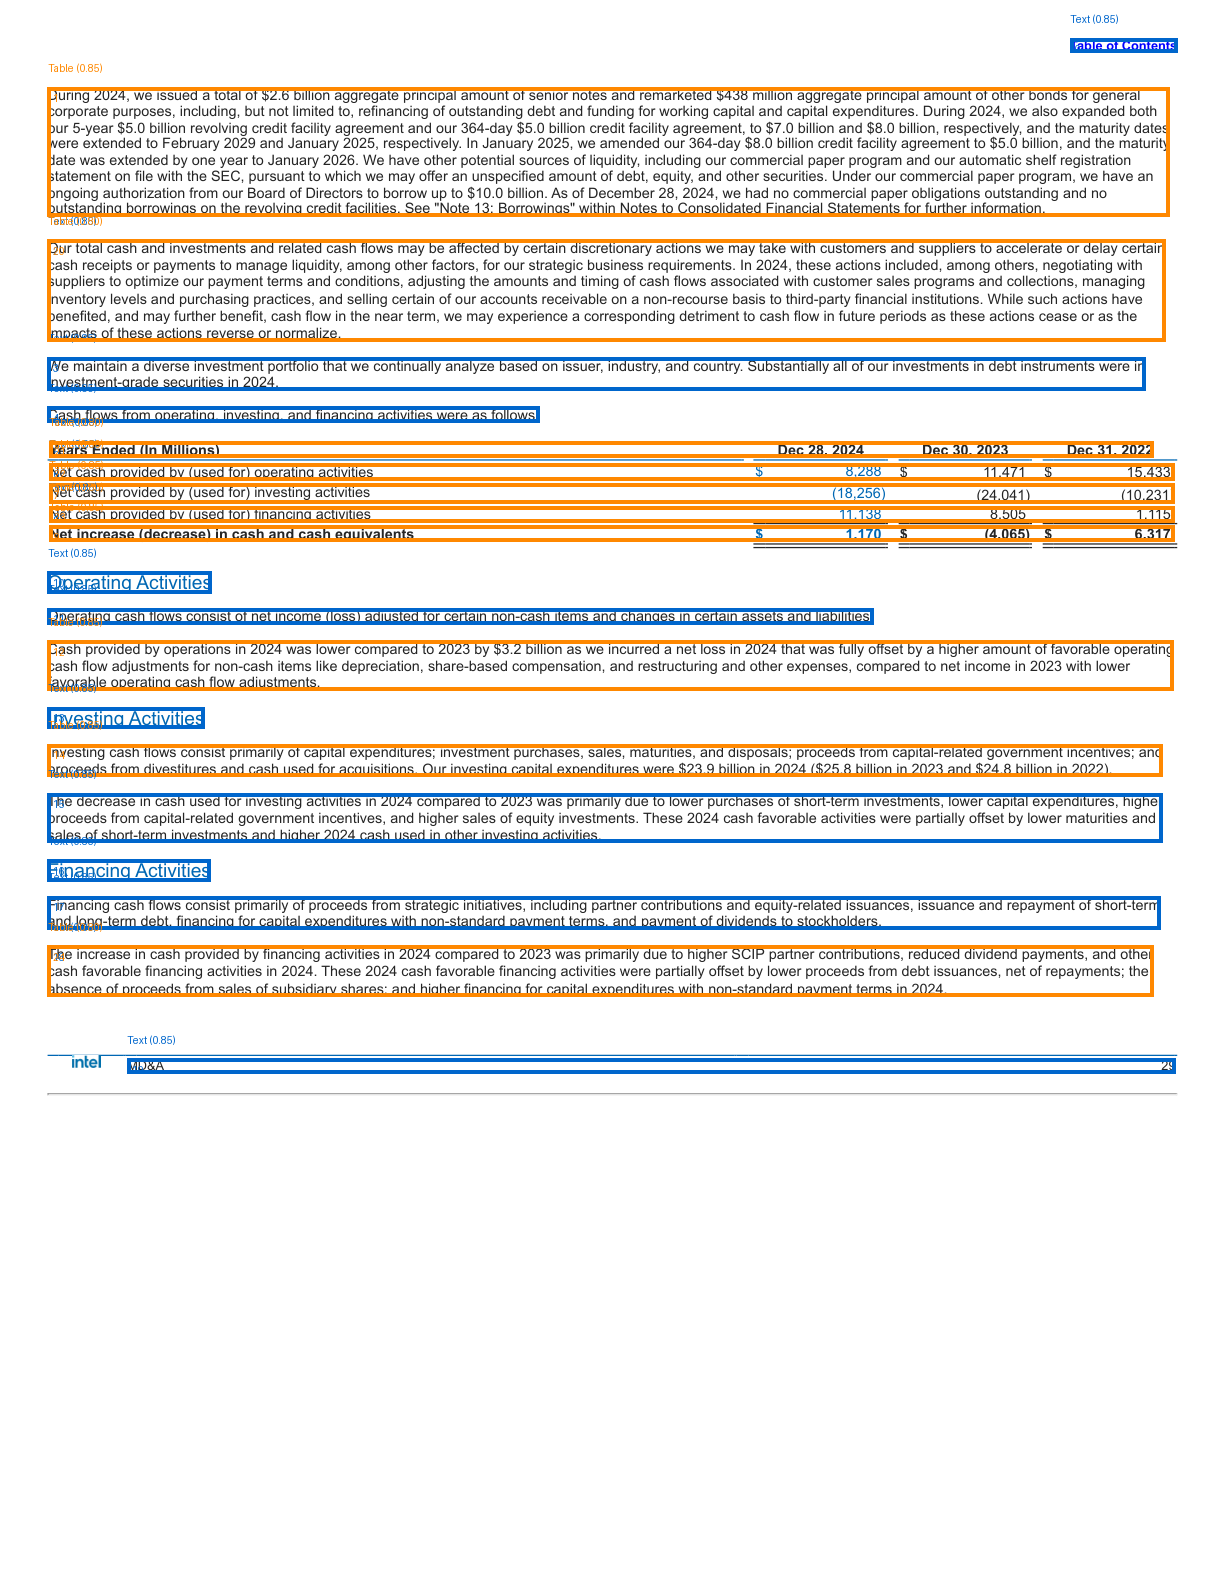 Text (0.85)
Table of Contents
Table (0.85)
During 2024, we issued a total of $2.6 billion aggregate principal amount of senior notes and remarketed $438 million aggregate principal amount of other bonds for general
corporate purposes, including, but not limited to, refinancing of outstanding debt and funding for working capital and capital expenditures. During 2024, we also expanded both
our 5-year $5.0 billion revolving credit facility agreement and our 364-day $5.0 billion credit facility agreement, to $7.0 billion and $8.0 billion, respectively, and the maturity dates
were extended to February 2029 and January 2025, respectively. In January 2025, we amended our 364-day $8.0 billion credit facility agreement to $5.0 billion, and the maturity
date was extended by one year to January 2026. We have other potential sources of liquidity, including our commercial paper program and our automatic shelf registration
statement on file with the SEC, pursuant to which we may offer an unspecified amount of debt, equity, and other securities. Under our commercial paper program, we have an
ongoing authorization from our Board of Directors to borrow up to $10.0 billion. As of December 28, 2024, we had no commercial paper obligations outstanding and no
outstanding borrowings on the revolving credit facilities. See "Note 13: Borrowings" within Notes to Consolidated Financial Statements for further information.
Our total cash and investments and related cash flows may be affected by certain discretionary actions we may take with customers and suppliers to accelerate or delay certain
cash receipts or payments to manage liquidity, among other factors, for our strategic business requirements. In 2024, these actions included, among others, negotiating with
suppliers to optimize our payment terms and conditions, adjusting the amounts and timing of cash flows associated with customer sales programs and collections, managing
inventory levels and purchasing practices, and selling certain of our accounts receivable on a non-recourse basis to third-party financial institutions. While such actions have
benefited, and may further benefit, cash flow in the near term, we may experience a corresponding detriment to cash flow in future periods as these actions cease or as the
impacts of these actions reverse or normalize.
We maintain a diverse investment portfolio that we continually analyze based on issuer, industry, and country. Substantially all of our investments in debt instruments were in
investment-grade securities in 2024.
Cash flows from operating, investing, and financing activities were as follows
Years Ended (In Millions) Dec 28, 2024 Dec 30, 2023 Dec 31, 2022
Net cash provided by (used for) operating activities $ 8,288 $ 11,471 $ 15,433
Net cash provided by (used for) investing activities (18,256) (24,041) (10,231
Net cash provided by (used for) financing activities 11,138 8,505 1,115
Net increase (decrease) in cash and cash equivalents $ 1,170 $ (4,065) $ 6,317
Text (0.85)
Operating Activities
Operating cash flows consist of net income (loss) adjusted for certain non-cash items and changes in certain assets and liabilities
Cash provided by operations in 2024 was lower compared to 2023 by $3.2 billion as we incurred a net loss in 2024 that was fully offset by a higher amount of favorable operating
cash flow adjustments for non-cash items like depreciation, share-based compensation, and restructuring and other expenses, compared to net income in 2023 with lower
favorable operating cash flow adjustments.
Text (0.85)
Investing Activities
Investing cash flows consist primarily of capital expenditures; investment purchases, sales, maturities, and disposals; proceeds from capital-related government incentives; and
proceeds from divestitures and cash used for acquisitions. Our investing capital expenditures were $23.9 billion in 2024 ($25.8 billion in 2023 and $24.8 billion in 2022).
Text (0.85)
The decrease in cash used for investing activities in 2024 compared to 2023 was primarily due to lower purchases of short-term investments, lower capital expenditures, highe
proceeds from capital-related government incentives, and higher sales of equity investments. These 2024 cash favorable activities were partially offset by lower maturities and
sales of short-term investments and higher 2024 cash used in other investing activities.
Text (0.85)
Financing Activities
Financing cash flows consist primarily of proceeds from strategic initiatives, including partner contributions and equity-related issuances, issuance and repayment of short-term
and long-term debt, financing for capital expenditures with non-standard payment terms, and payment of dividends to stockholders.
The increase in cash provided by financing activities in 2024 compared to 2023 was primarily due to higher SCIP partner contributions, reduced dividend payments, and other
cash favorable financing activities in 2024. These 2024 cash favorable financing activities were partially offset by lower proceeds from debt issuances, net of repayments; the
absence of proceeds from sales of subsidiary shares; and higher financing for capital expenditures with non-standard payment terms in 2024.
Text (0.85)
intel MD&A 29